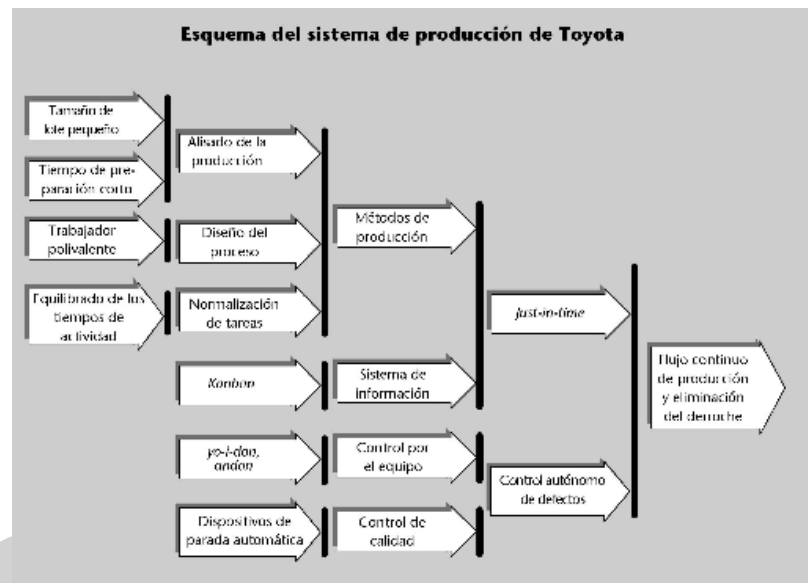 Esquema del sistema de producción de Toyota
Tamaño de
lote pequeño
Tiempo de pre-
paración corto
Trabajador
polivalente
Equilibrado de los
tiempos de
actividad
Alisado de la
producción
Diseño del
proceso
Normalización
de tareas
Kanban
yo-i-don,
andon
Dispositivos de
parada automática
Métodos de
producción
Sistema de
información
Control por
el equipo
Control de
calidad
Just-in-time
Control autónomo
de defectos
Flujo continuo
de producción
y eliminación
del derroche